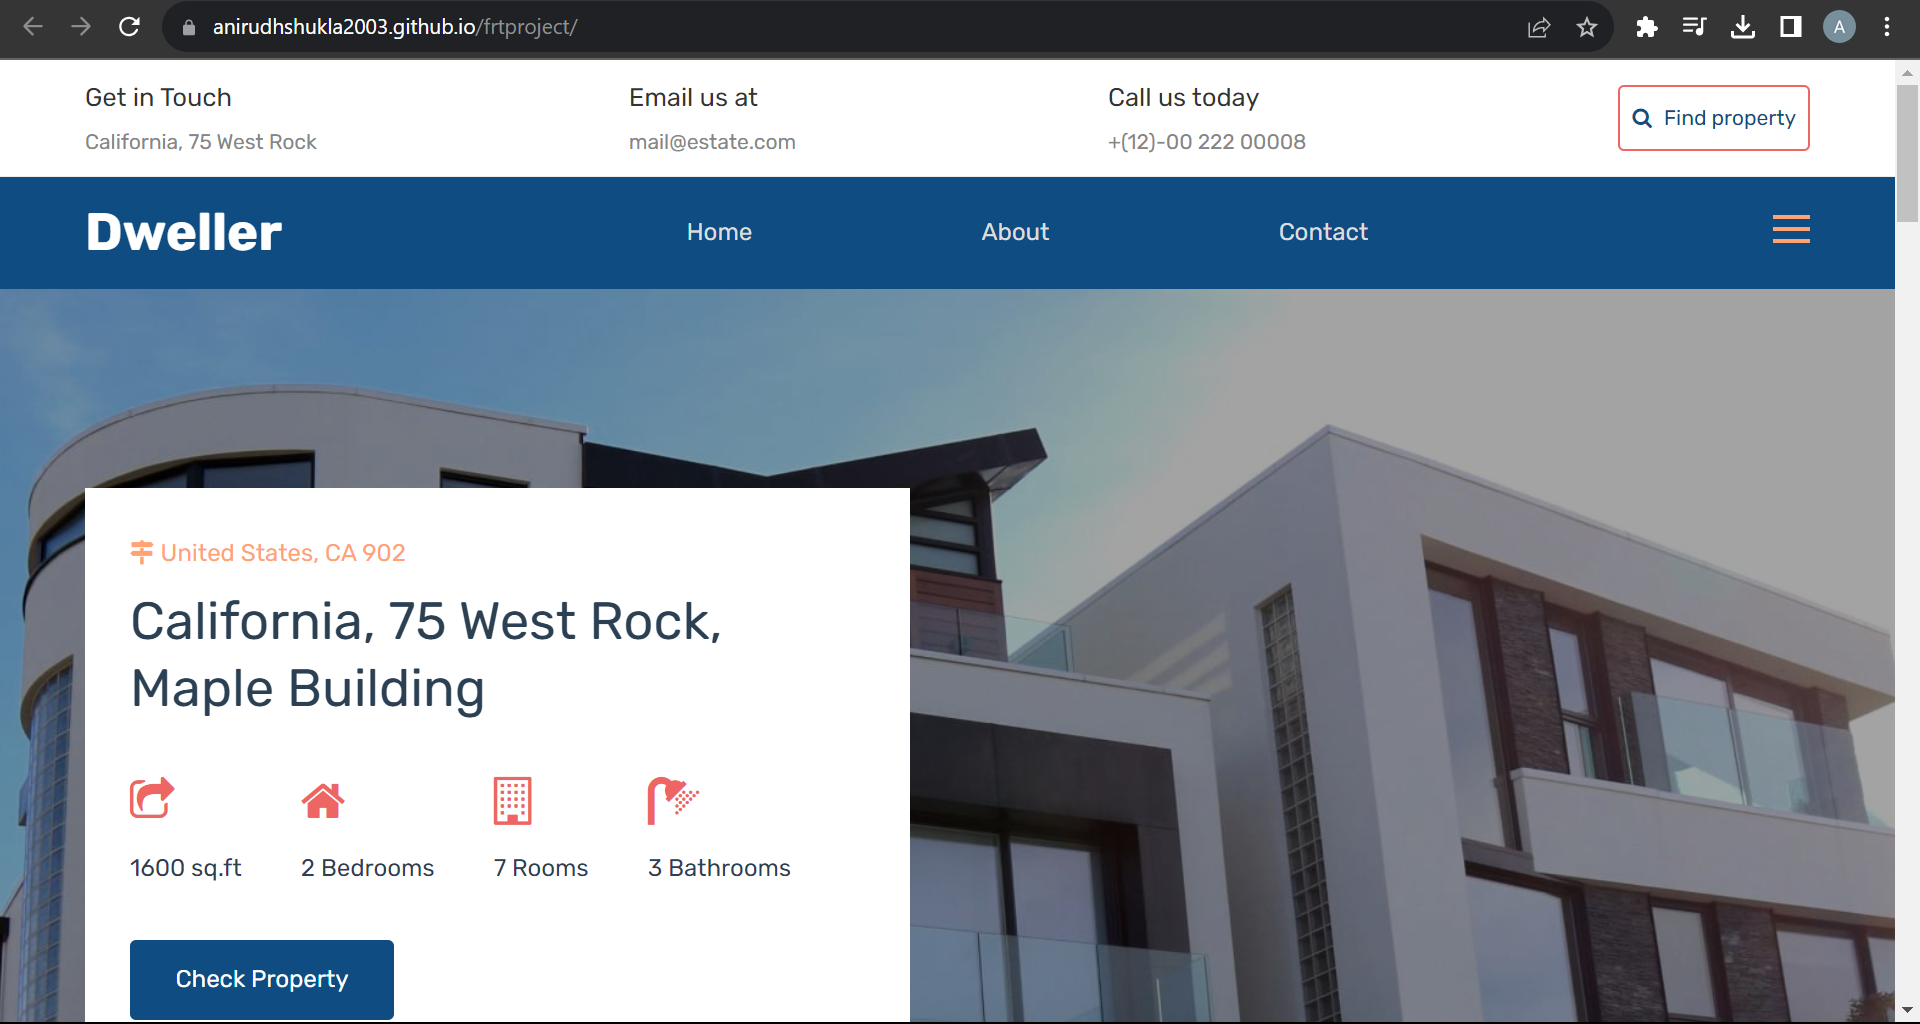 anirudhshukla2003.github.io/frtproject/
A
Get in Touch
California, 75 West Rock
Email us at
mail@estate.com
Call us today
+(12)-00 222 00008
Find property
Dweller
Home
About
Contact
United States, CA 902
California, 75 West Rock,
Maple Building
1600 sq.ft
2 Bedrooms
7 Rooms
3 Bathrooms
Check Property